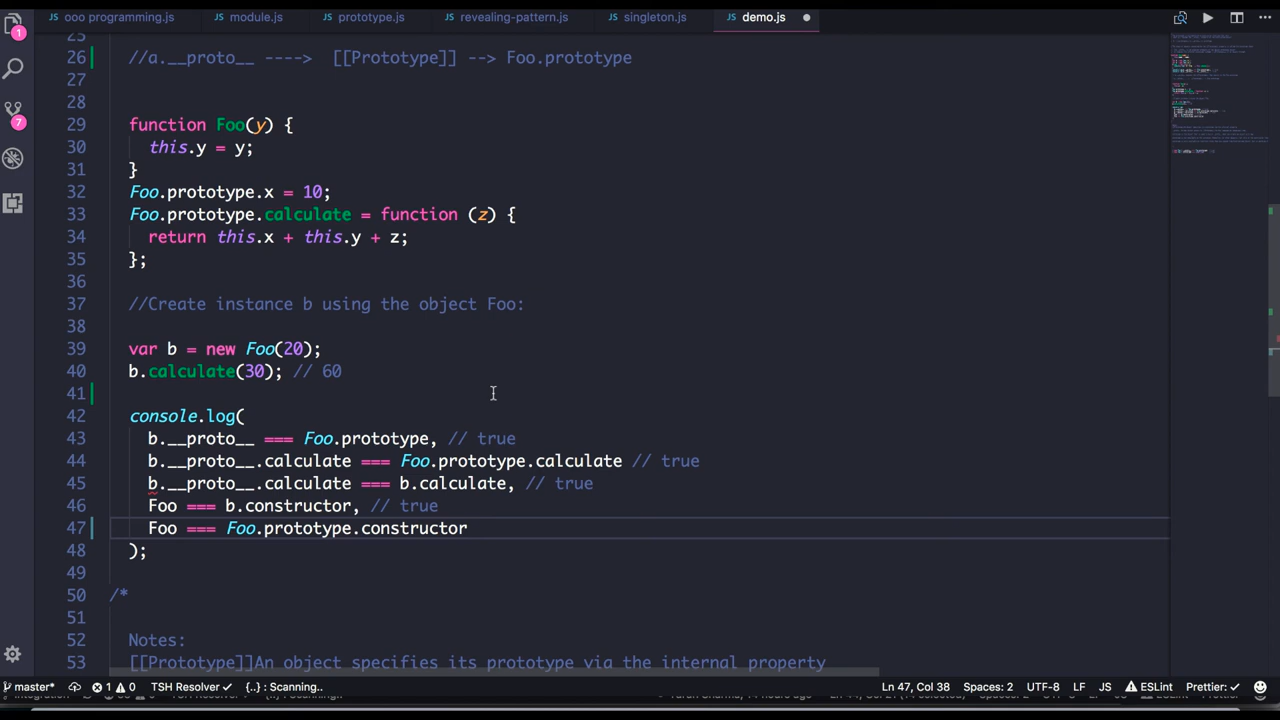 ooo programming.js module.js prototype.js revealing-pattern.js singleton.js demo.js
25
26 //a.__proto__ ----> [[Prototype]] --> Foo.prototype
27
28
29 function Foo(y) {
30 this.y = y;
31 }
32 Foo.prototype.x = 10;
33 Foo.prototype.calculate = function (z) {
34 return this.x + this.y + z;
35 };
36
37 //Create instance b using the object Foo:
38
39 var b = new Foo(20);
40 b.calculate(30); // 60
41
42 console.log(
43 b.__proto__ === Foo.prototype, // true
44 b.__proto__.calculate === Foo.prototype.calculate // true
45 b.__proto__.calculate === b.calculate, // true
46 Foo === b.constructor, // true
47 Foo === Foo.prototype.constructor
48 );
49
50 /*
51
52 Notes:
53 [[Prototype]]An object specifies its prototype via the internal property
1
7
master* 1 0 TSH Resolver {..} : Scanning.. Ln 47, Col 38 Spaces: 2 UTF-8 LF JS ESLint Prettier: